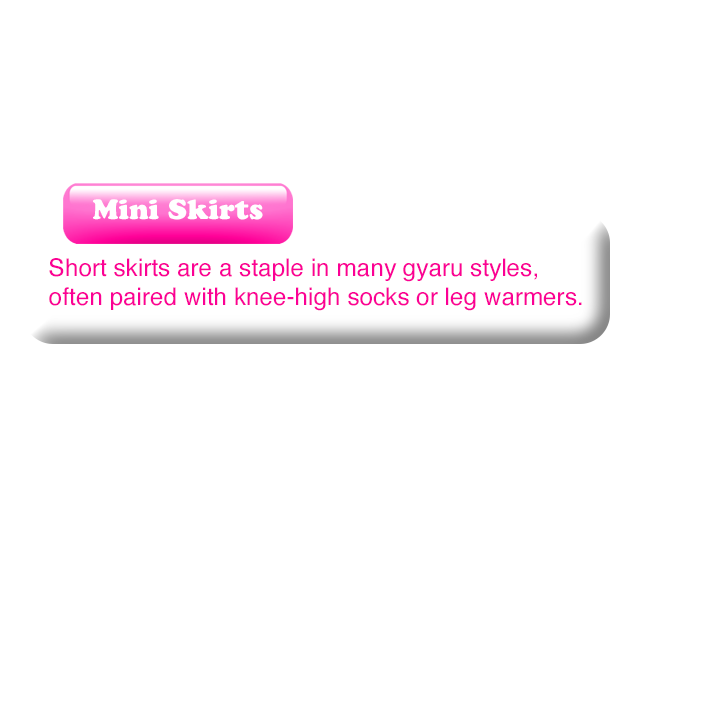 Mini Skirts
Short skirts are a staple in many gyaru styles,
often paired with knee-high socks or leg warmers.